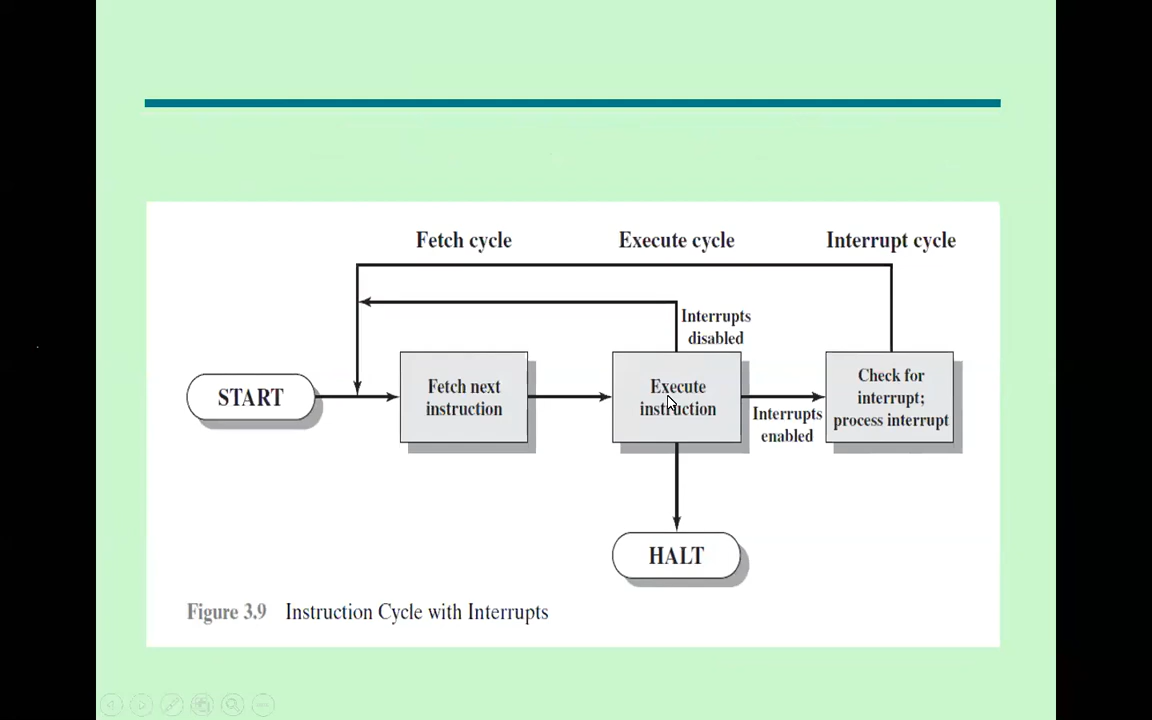 Fetch cycle
Execute cycle
Interrupt cycle
Interrupts
disabled
START
Fetch next
instruction
Execute
instruction
Interrupts
enabled
Check for
interrupt;
process interrupt
HALT
Figure 3.9 Instruction Cycle with Interrupts